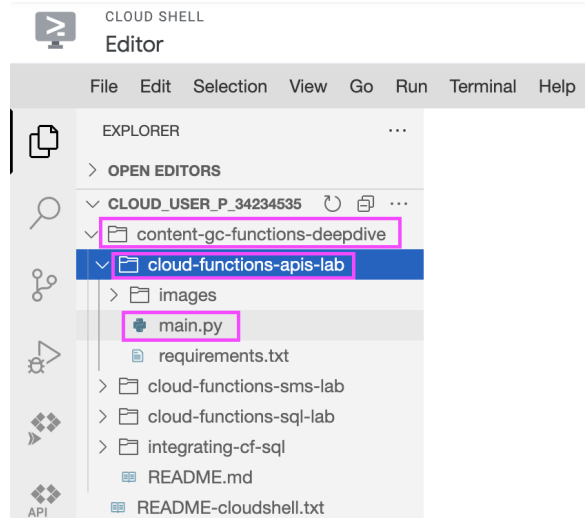 CLOUD SHELL
Editor
File Edit Selection View Go Run Terminal Help
EXPLORER
OPEN EDITORS
CLOUD_USER_P_34234535
content-gc-functions-deepdive
cloud-functions-apis-lab
images
main.py
requirements.txt
cloud-functions-sms-lab
cloud-functions-sql-lab
integrating-cf-sql
README.md
API
README-cloudshell.txt